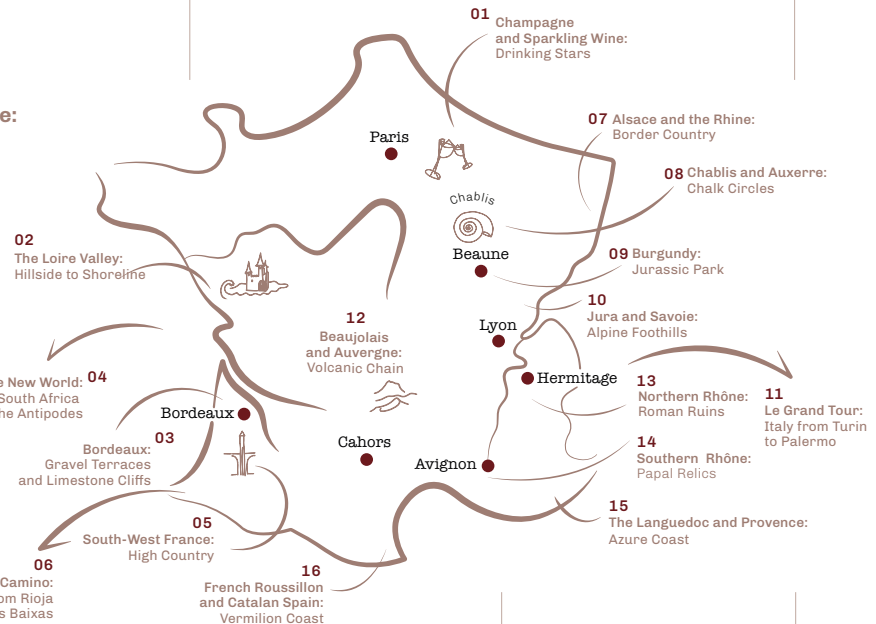 01
Champagne
and Sparkling Wine:
Drinking Stars
e:
07 Alsace and the Rhine:
Border Country
Paris
08 Chablis and Auxerre:
Chalk Circles
Chablis
02
The Loire Valley:
Hillside to Shoreline
Beaune
09 Burgundy:
Jurassic Park
10
Jura and Savoie:
Alpine Foothills
12
Beaujolais
and Auvergne:
Volcanic Chain
Lyon
e New World: 04
South Africa
he Antipodes
Hermitage
13
Northern Rhône:
Roman Ruins
11
Le Grand Tour:
Italy from Turin
to Palermo
Bordeaux
03
Bordeaux:
Gravel Terraces
and Limestone Cliffs
Cahors
Avignon
14
Southern Rhône:
Papal Relics
15
The Languedoc and Provence:
Azure Coast
05
South-West France:
High Country
06
Camino:
om Rioja
s Baixas
16
French Roussillon
and Catalan Spain:
Vermilion Coast